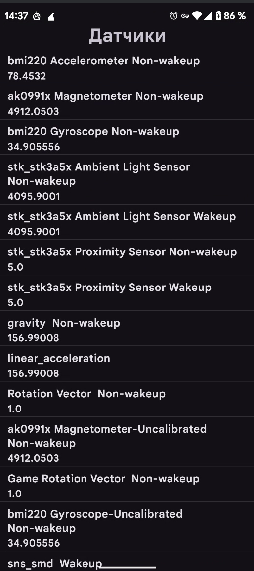 14:37
86 %
Датчики
bmi220 Accelerometer Non-wakeup
78.4532
ak0991x Magnetometer Non-wakeup
4912.0503
bmi220 Gyroscope Non-wakeup
34.905556
stk_stk3a5x Ambient Light Sensor
Non-wakeup
4095.9001
stk_stk3a5x Ambient Light Sensor Wakeup
4095.9001
stk_stk3a5x Proximity Sensor Non-wakeup
5.0
stk_stk3a5x Proximity Sensor Wakeup
5.0
gravity  Non-wakeup
156.99008
linear_acceleration
156.99008
Rotation Vector  Non-wakeup
1.0
ak0991x Magnetometer-Uncalibrated
Non-wakeup
4912.0503
Game Rotation Vector  Non-wakeup
1.0
bmi220 Gyroscope-Uncalibrated
Non-wakeup
34.905556
sns_smd  Wakeup